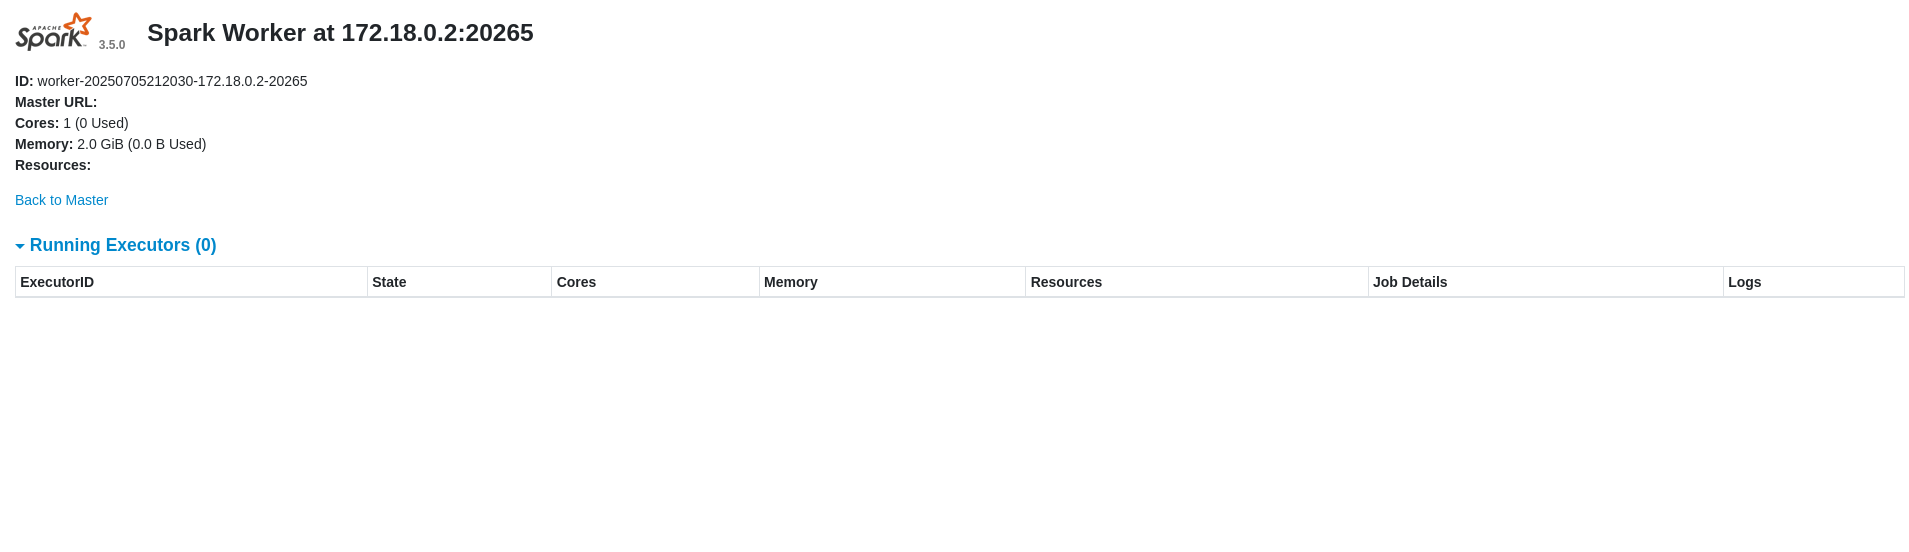 APACHE
Spark 3.5.0 Spark Worker at 172.18.0.2:20265
ID: worker-20250705212030-172.18.0.2-20265
Master URL:
Cores: 1 (0 Used)
Memory: 2.0 GiB (0.0 B Used)
Resources:
Back to Master
Running Executors (0)
ExecutorID State Cores Memory Resources Job Details Logs